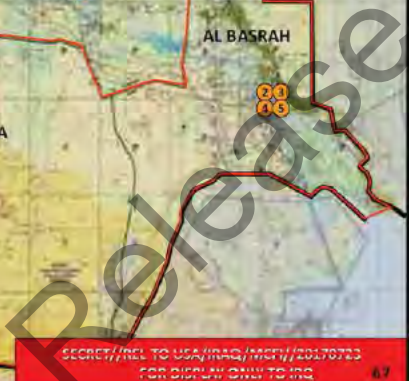 AL BASRAH
2 3
4 5
A
Release
SECRET//REL TO USA/IRAQ/MCFI//20170723
FOR DISPLAY ONLY TO IRQ
67